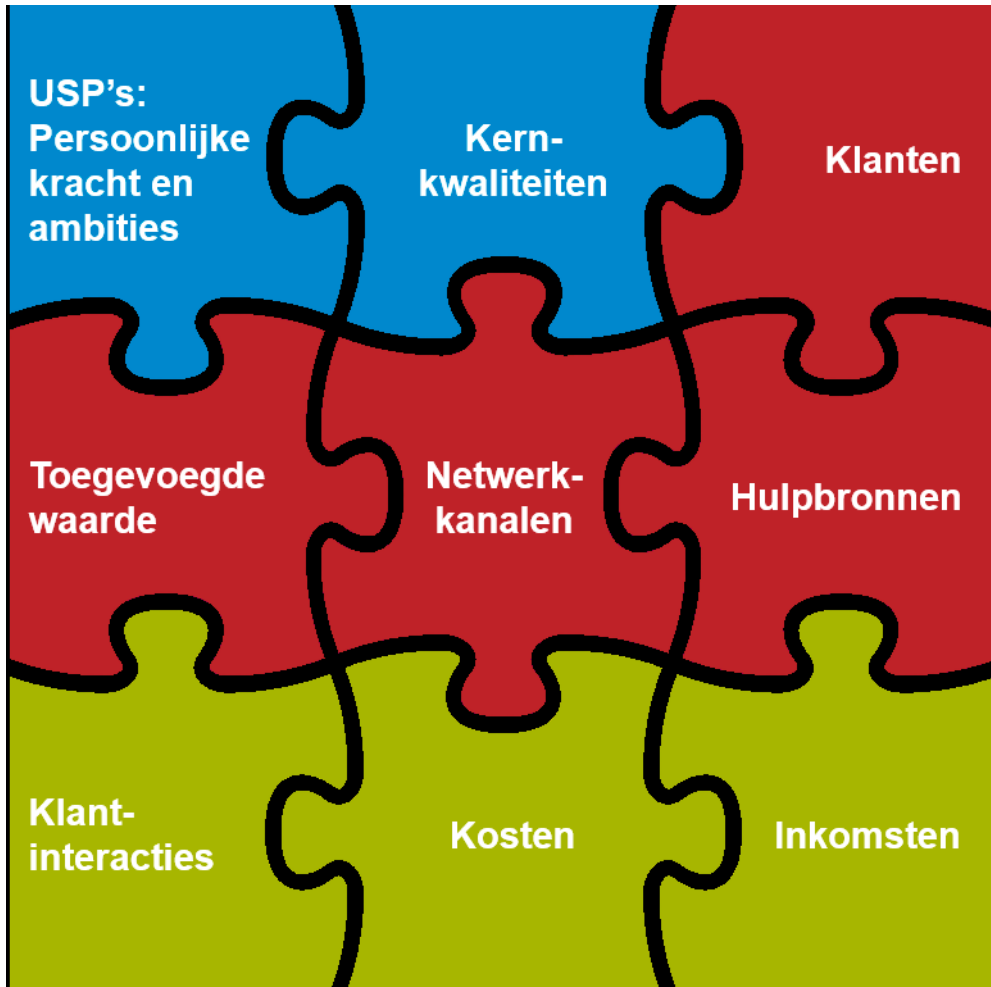 USP's:
Persoonlijke
kracht en
ambities
Kern-
kwaliteiten
Klanten
Toegevoegde
waarde
Netwerk-
kanalen
Hulpbronnen
Klant-
interacties
Kosten
Inkomsten